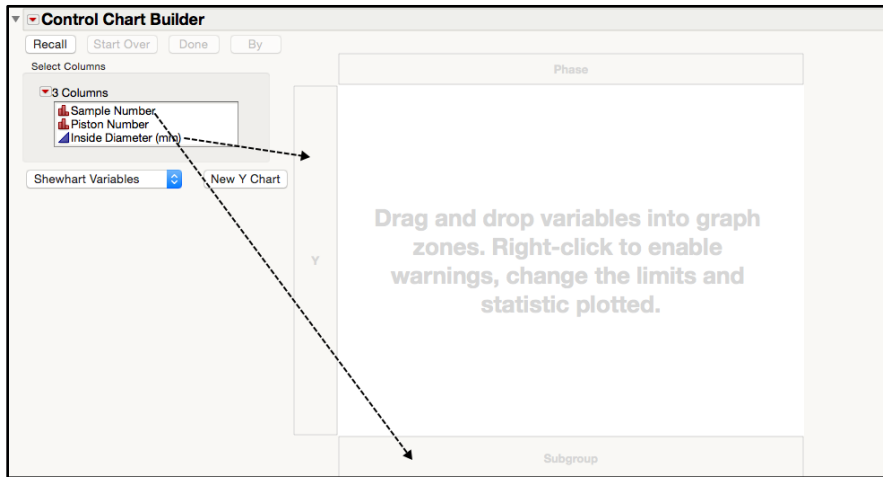 Control Chart Builder
Recall
Start Over
Done
By
Select Columns
3 Columns
Sample Number
Piston Number
Inside Diameter (mm)
Shewhart Variables
New Y Chart
Phase
Y
Drag and drop variables into graph
zones. Right-click to enable
warnings, change the limits and
statistic plotted.
Subgroup